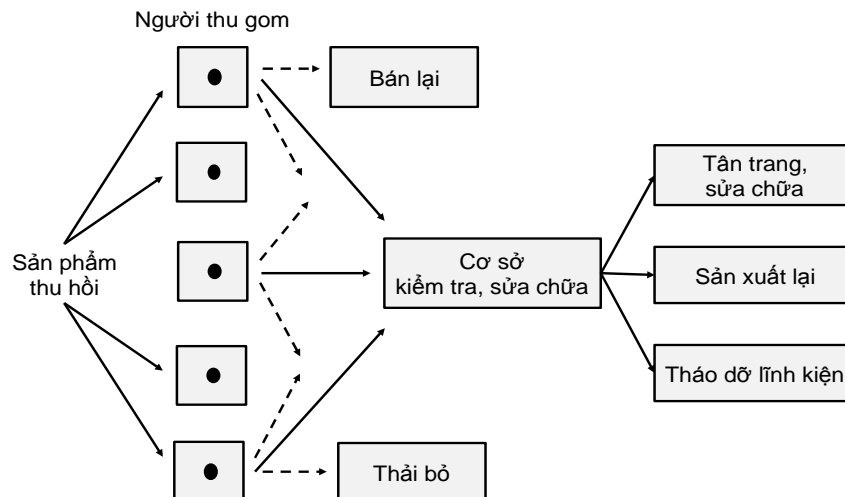 Người thu gom
Bán lại
Tân trang,
sửa chữa
Sản phẩm
thu hồi
Cơ sở
kiểm tra, sửa chữa
Sản xuất lại
Tháo dỡ lĩnh kiện
Thải bỏ